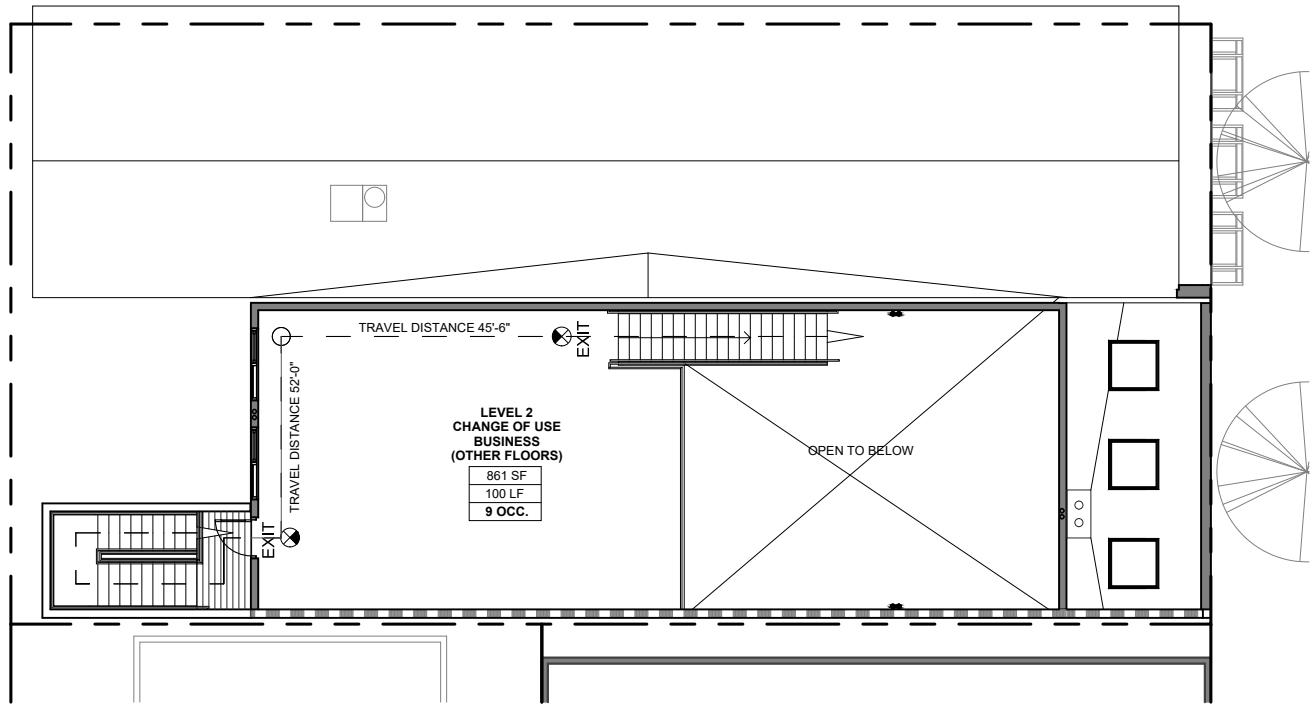 TRAVEL DISTANCE 45'-6"
EXIT
TRAVEL DISTANCE 52'-0"
LEVEL 2
CHANGE OF USE
BUSINESS
(OTHER FLOORS)
861 SF
100 LF
9 OCC.
OPEN TO BELOW
EXIT